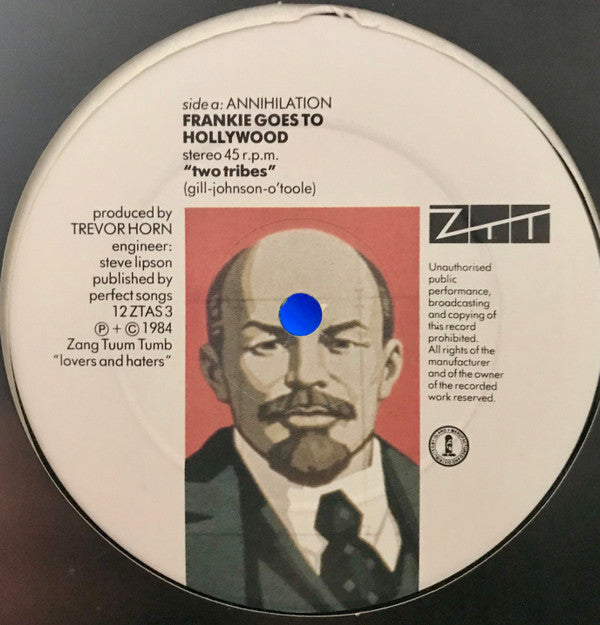 side a: ANNIHILATION
FRANKIE GOES TO
HOLLYWOOD
stereo 45 r.p.m.
"two tribes"
(gill-johnson-o'toole)
produced by
TREVOR HORN
engineer:
steve lipson
published by
perfect songs
12 ZTAS 3
Ⓟ + © 1984
Zang Tuum Tumb
"lovers and haters"
ZTT
Unauthorised
public
performance,
broadcasting
and copying of
this record
prohibited.
All rights of the
manufacturer
and of the owner
of the recorded
work reserved.